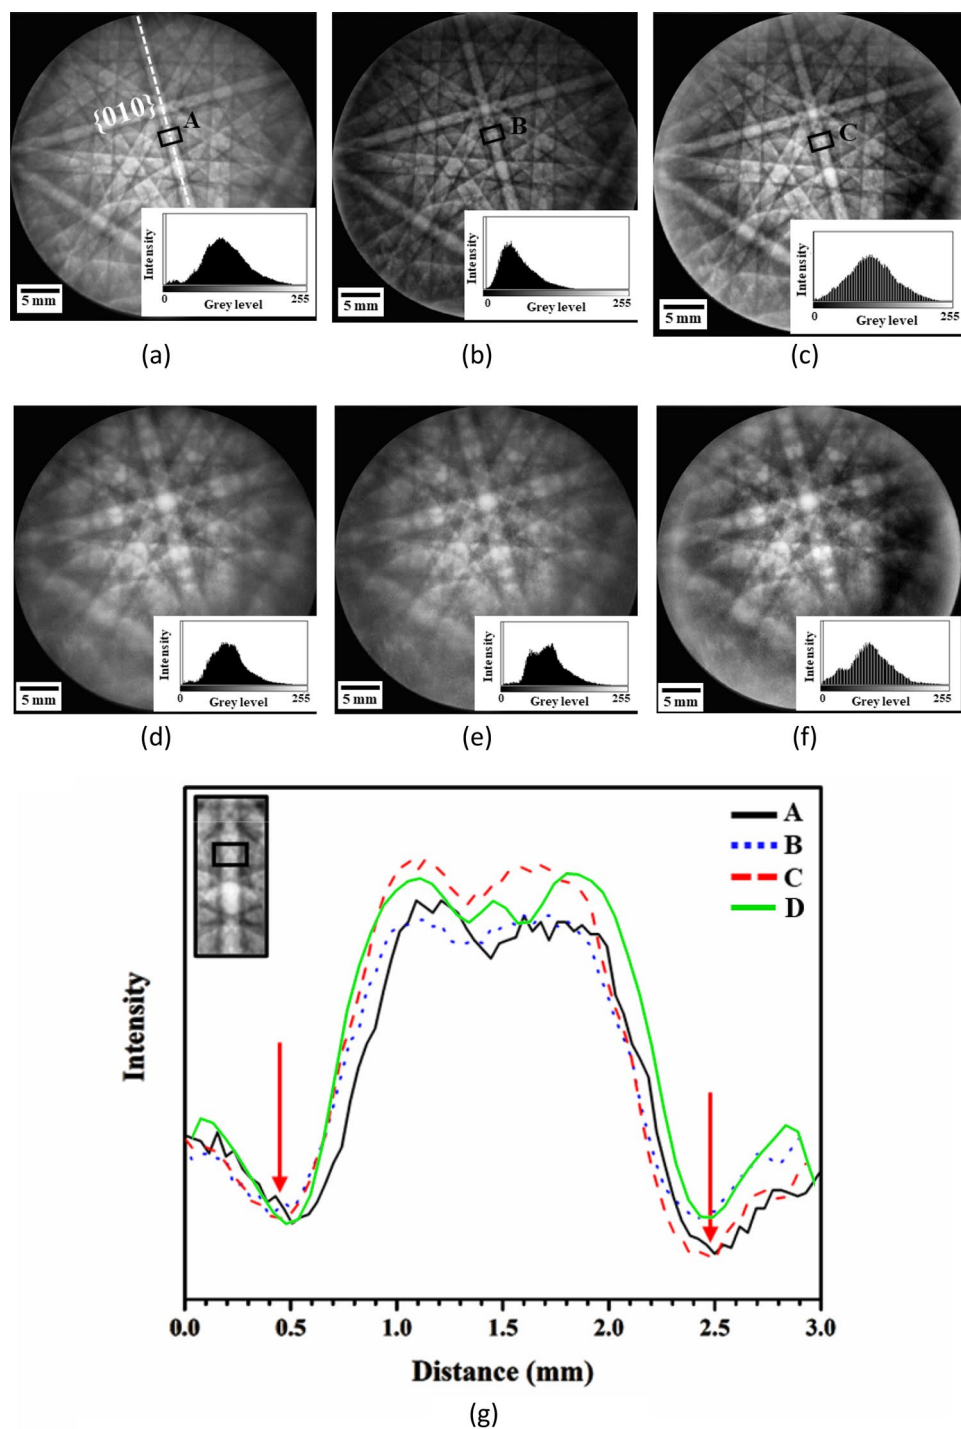 {010}
A
B
C
Intensity
0
255
Grey level
5 mm
Intensity
0
255
Grey level
5 mm
Intensity
0
255
Grey level
5 mm
(a)
(b)
(c)
Intensity
0
255
Grey level
5 mm
Intensity
0
255
Grey level
5 mm
Intensity
0
255
Grey level
5 mm
(d)
(e)
(f)
A
B
C
D
Intensity
0.0 0.5 1.0 1.5 2.0 2.5 3.0
Distance (mm)
(g)